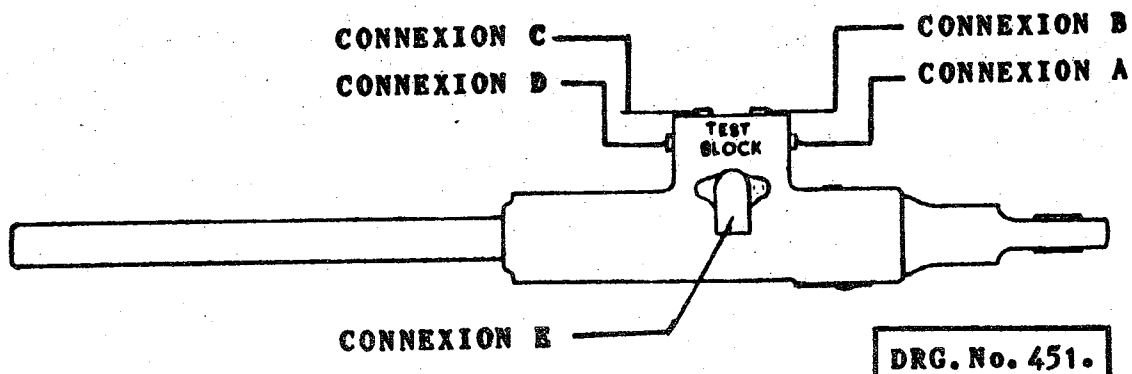 CONNEXION C
CONNEXION B
CONNEXION D
CONNEXION A
TEST
BLOCK
CONNEXION E
DRG. No. 451.